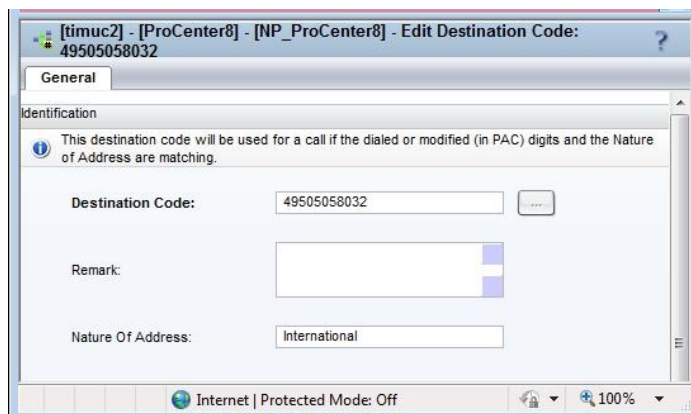 [timuc2] - [ProCenter8] - [NP_ProCenter8] - Edit Destination Code:
49505058032
?
General
Identification
This destination code will be used for a call if the dialed or modified (in PAC) digits and the Nature
of Address are matching.
Destination Code:
49505058032
...
Remark:
Nature Of Address:
International
Internet | Protected Mode: Off
100%